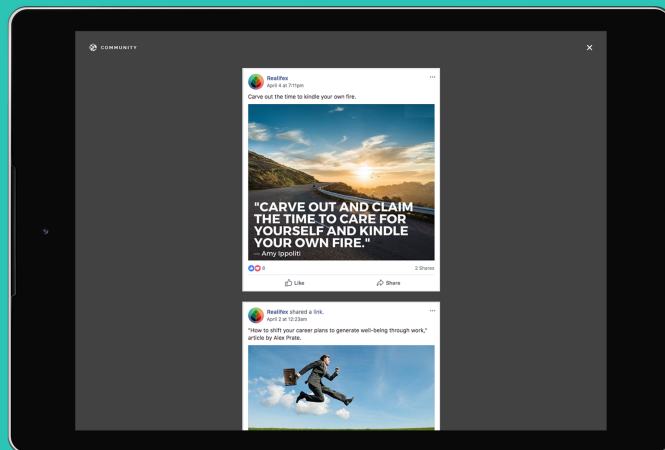 COMMUNITY
Realifex
April 4 at 7:11pm
Carve out the time to kindle your own fire.
"CARVE OUT AND CLAIM
THE TIME TO CARE FOR
YOURSELF AND KINDLE
YOUR OWN FIRE."
— Amy Ippoliti
8
2 Shares
Like
Share
Realifex shared a link.
April 2 at 12:23am
"How to shift your career plans to generate well-being through work,"
article by Alex Prate.